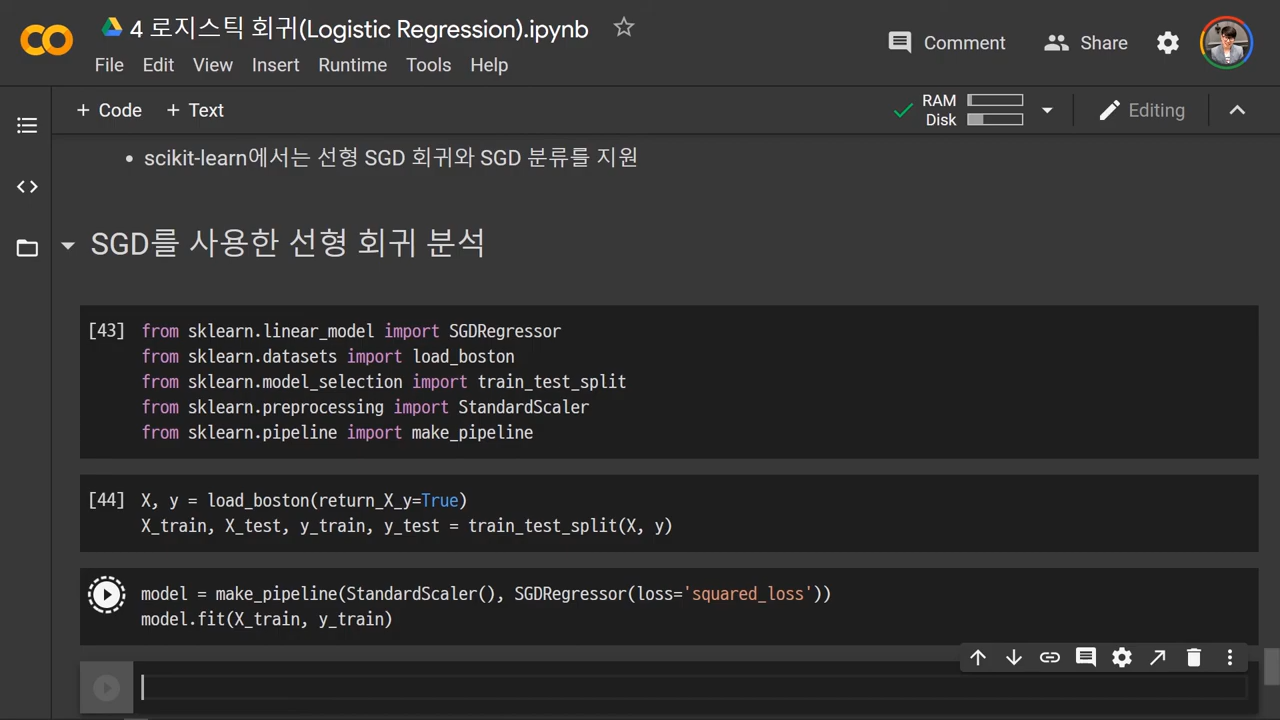 4 로지스틱 회귀(Logistic Regression).ipynb
Comment
Share
File Edit View Insert Runtime Tools Help
+ Code + Text
RAM
Disk
Editing
• scikit-learn에서는 선형 SGD 회귀와 SGD 분류를 지원
SGD를 사용한 선형 회귀 분석
[43] from sklearn.linear_model import SGDRegressor
from sklearn.datasets import load_boston
from sklearn.model_selection import train_test_split
from sklearn.preprocessing import StandardScaler
from sklearn.pipeline import make_pipeline
[44] X, y = load_boston(return_X_y=True)
X_train, X_test, y_train, y_test = train_test_split(X, y)
model = make_pipeline(StandardScaler(), SGDRegressor(loss='squared_loss'))
model.fit(X_train, y_train)